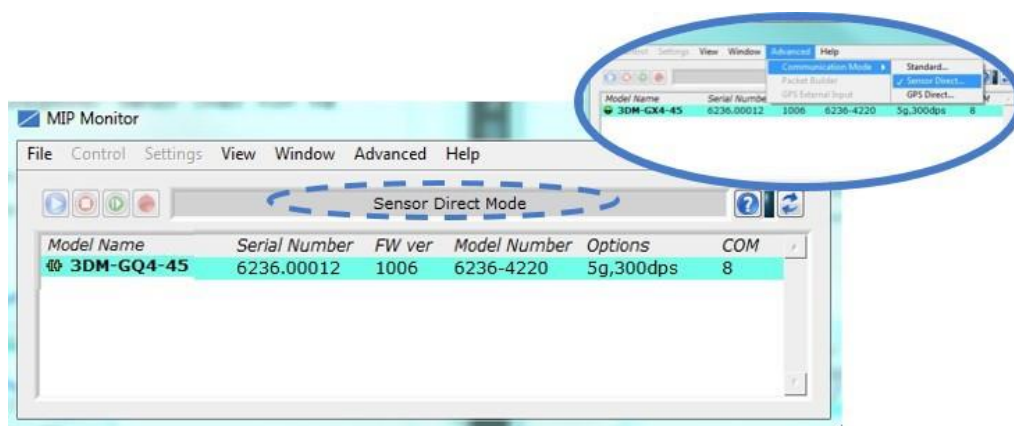 View Window Advanced Help
Communication Mode Standard...
Packet Builder ✓ Sensor Direct...
GPS External Input GPS Direct...
Model Name Serial Numbe
3DM-GX4-45 6236.00012 1006 6236-4220 5g,300dps 8
MIP Monitor
File Control Settings View Window Advanced Help
Sensor Direct Mode
Model Name Serial Number FW ver Model Number Options COM
3DM-GQ4-45 6236.00012 1006 6236-4220 5g,300dps 8